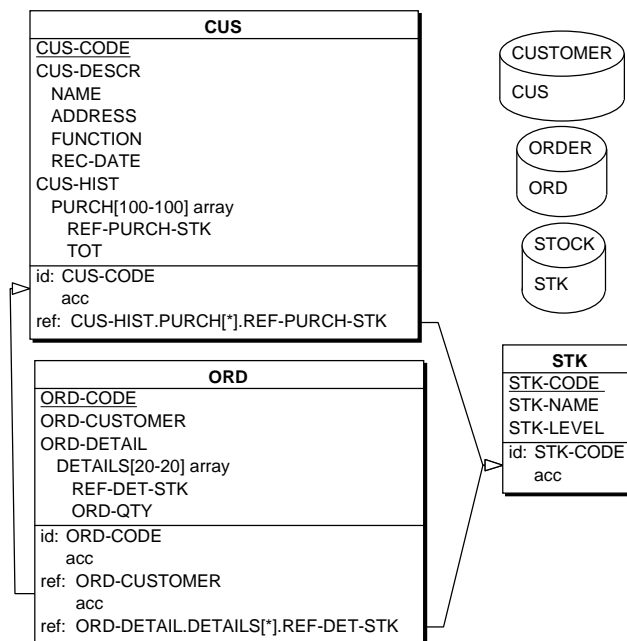 CUS
CUS-CODE
CUS-DESCR
NAME
ADDRESS
FUNCTION
REC-DATE
CUS-HIST
PURCH[100-100] array
REF-PURCH-STK
TOT
id: CUS-CODE
acc
ref: CUS-HIST.PURCH[*].REF-PURCH-STK
ORD
ORD-CODE
ORD-CUSTOMER
ORD-DETAIL
DETAILS[20-20] array
REF-DET-STK
ORD-QTY
id: ORD-CODE
acc
ref: ORD-CUSTOMER
acc
ref: ORD-DETAIL.DETAILS[*].REF-DET-STK
CUSTOMER
CUS
ORDER
ORD
STOCK
STK
STK
STK-CODE
STK-NAME
STK-LEVEL
id: STK-CODE
acc